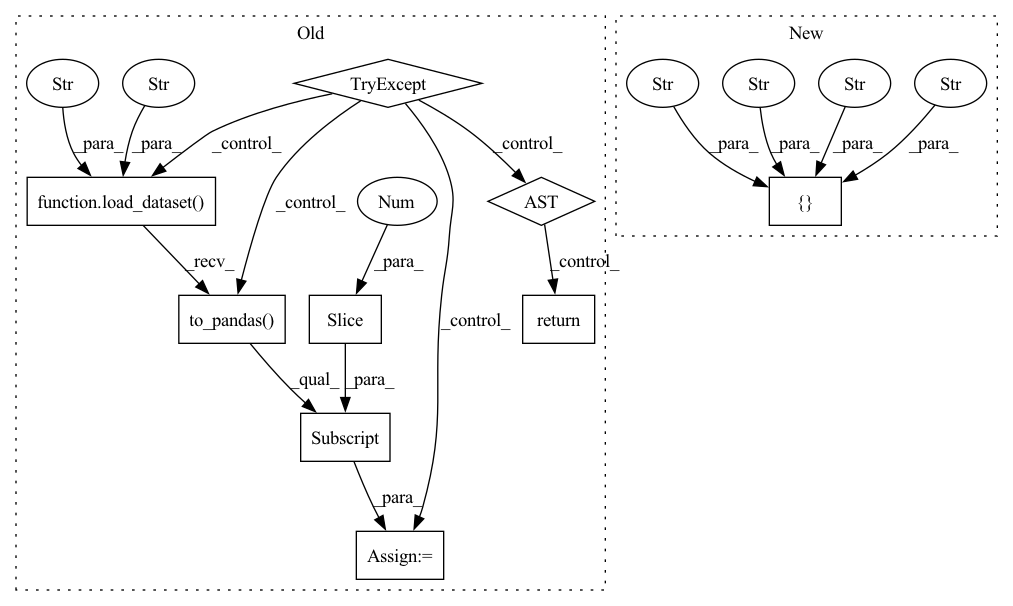 Old
New
Str
Str
TryExcept
Str
Str
Str
Str
_para_
_para_
_control_
_control_
_para_
_para_
_para_
_para_
function.load_dataset()
Num
AST
{}
_control_
_recv_
_para_
_control_
to_pandas()
Slice
_control_
return
_qual_
_para_
Subscript
_para_
Assign:=